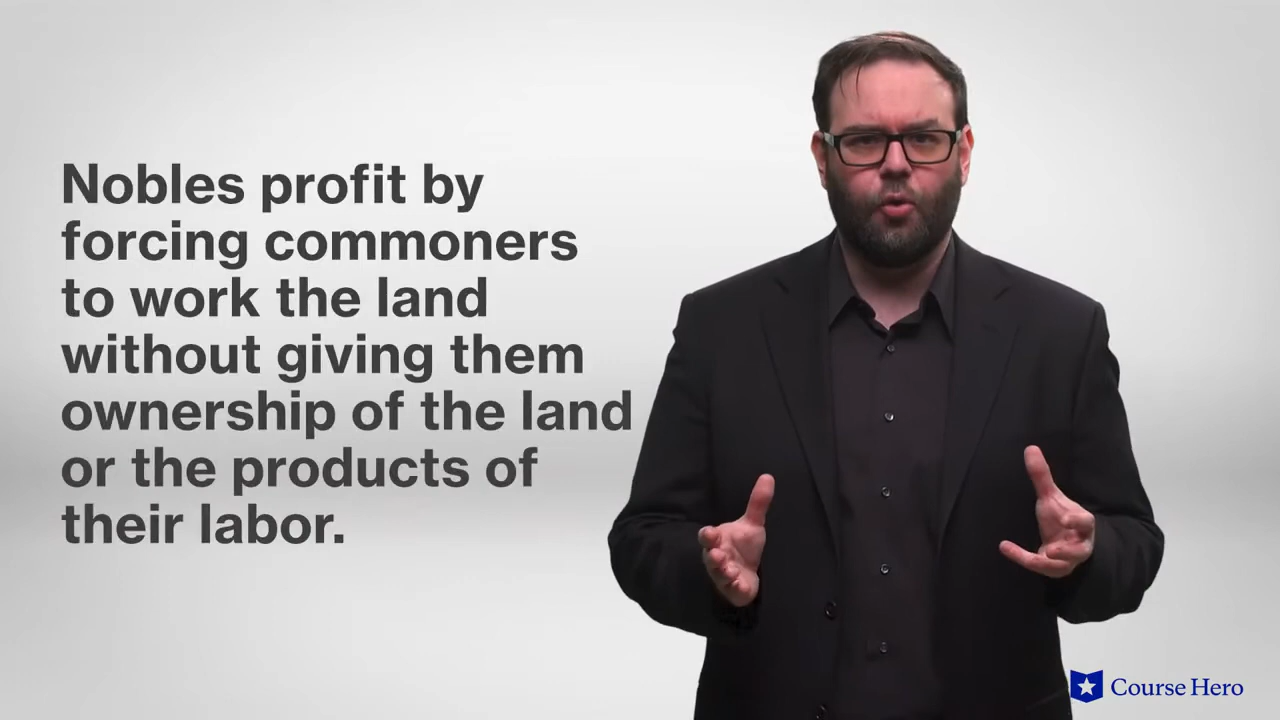 Nobles profit by
forcing commoners
to work the land
without giving them
ownership of the land
or the products of
their labor.
Course Hero